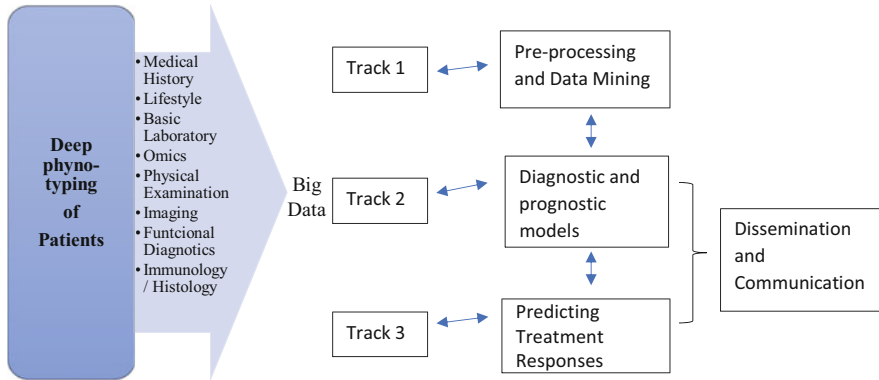 Deep
phyno-
typing
of
Patients
• Medical
History
• Lifestyle
• Basic
Laboratory
• Omics
• Physical
Examination
• Imaging
• Funtcional
Diagnotics
• Immunology
/ Histology
Big
Data
Track 1
Pre-processing
and Data Mining
Track 2
Diagnostic and
prognostic
models
Track 3
Predicting
Treatment
Responses
Dissemination
and
Communication